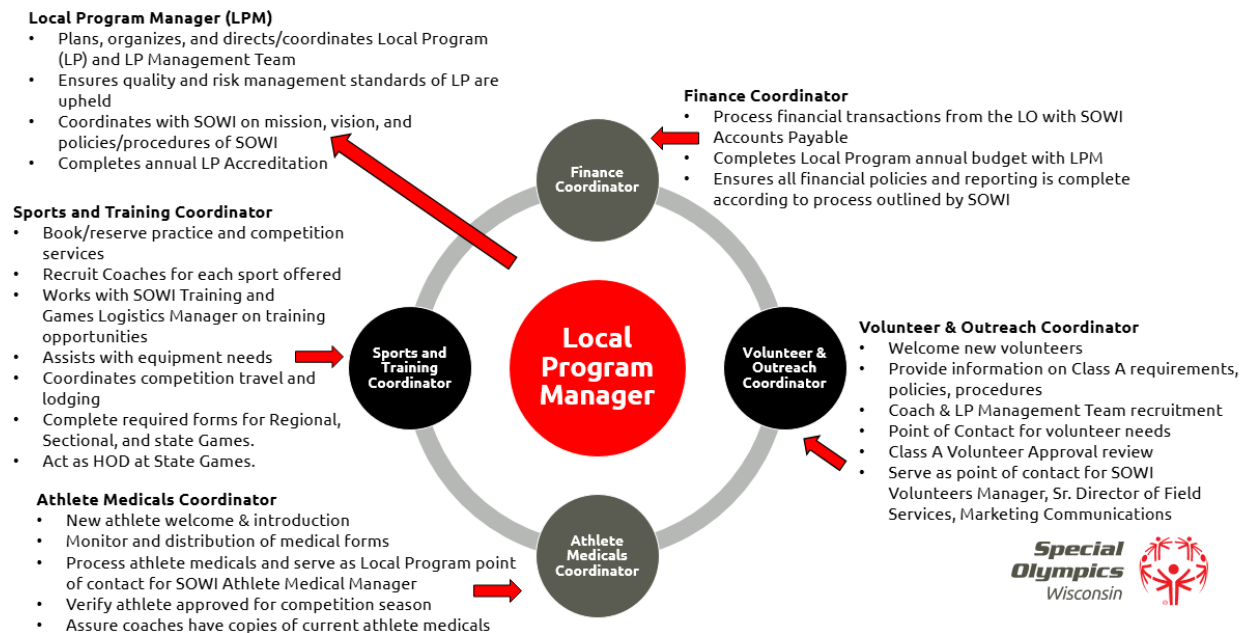 Local Program Manager (LPM)
• Plans, organizes, and directs/coordinates Local Program
(LP) and LP Management Team
• Ensures quality and risk management standards of LP are
upheld
• Coordinates with SOWI on mission, vision, and
policies/procedures of SOWI
• Completes annual LP Accreditation
Finance Coordinator
• Process financial transactions from the LO with SOWI
• Accounts Payable
• Completes Local Program annual budget with LPM
• Ensures all financial policies and reporting is complete
according to process outlined by SOWI
Sports and Training Coordinator
• Book/reserve practice and competition
services
• Recruit Coaches for each sport offered
• Works with SOWI Training and
Games Logistics Manager on training
opportunities
• Assists with equipment needs
• Coordinates competition travel and
lodging
• Complete required forms for Regional,
Sectional, and state Games.
• Act as HOD at State Games.
Finance
Coordinator
Sports and
Training
Coordinator
Local
Program
Manager
Volunteer &
Outreach
Coordinator
Athlete
Medicals
Coordinator
Volunteer & Outreach Coordinator
• Welcome new volunteers
• Provide information on Class A requirements,
policies, procedures
• Coach & LP Management Team recruitment
• Point of Contact for volunteer needs
• Class A Volunteer Approval review
• Serve as point of contact for SOWI
Volunteers Manager, Sr. Director of Field
Services, Marketing Communications
Athlete Medicals Coordinator
• New athlete welcome & introduction
• Monitor and distribution of medical forms
• Process athlete medicals and serve as Local Program point
of contact for SOWI Athlete Medical Manager
• Verify athlete approved for competition season
• Assure coaches have copies of current athlete medicals
Special
Olympics
Wisconsin